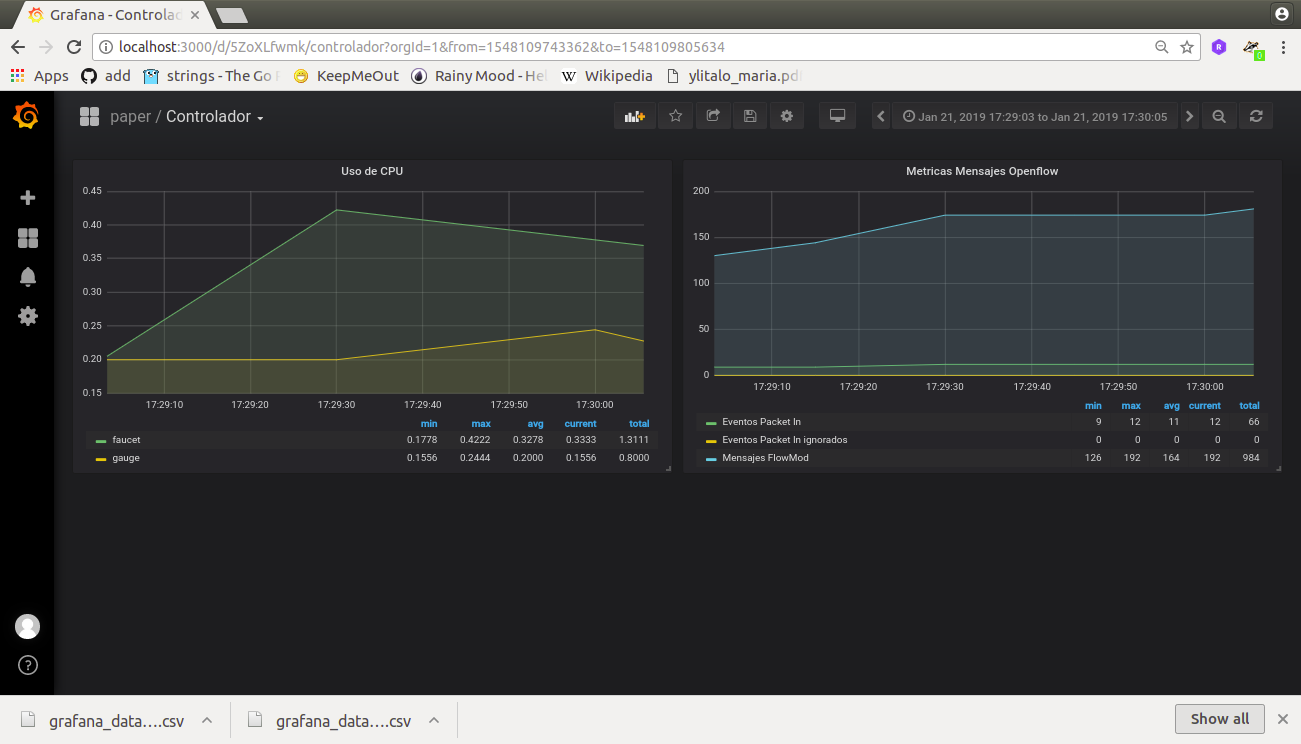 Grafana - Controlad
localhost:3000/d/5ZoXLfwmk/controlador?orgId=1&from=1548109743362&to=1548109805634
R
0
Apps add strings - The Go KeepMeOut Rainy Mood - Hel W Wikipedia ylitalo_maria.pdf
paper / Controlador
Jan 21, 2019 17:29:03 to Jan 21, 2019 17:30:05
Uso de CPU
0.45
0.40
0.35
0.30
0.25
0.20
0.15
17:29:10 17:29:20 17:29:30 17:29:40 17:29:50 17:30:00
min max avg current total
faucet 0.1778 0.4222 0.3278 0.3333 1.3111
gauge 0.1556 0.2444 0.2000 0.1556 0.8000
Metricas Mensajes Openflow
200
150
100
50
0
17:29:10 17:29:20 17:29:30 17:29:40 17:29:50 17:30:00
min max avg current total
Eventos Packet In 9 12 11 12 66
Eventos Packet In ignorados 0 0 0 0 0
Mensajes FlowMod 126 192 164 192 984
?
grafana_data....csv grafana_data....csv Show all